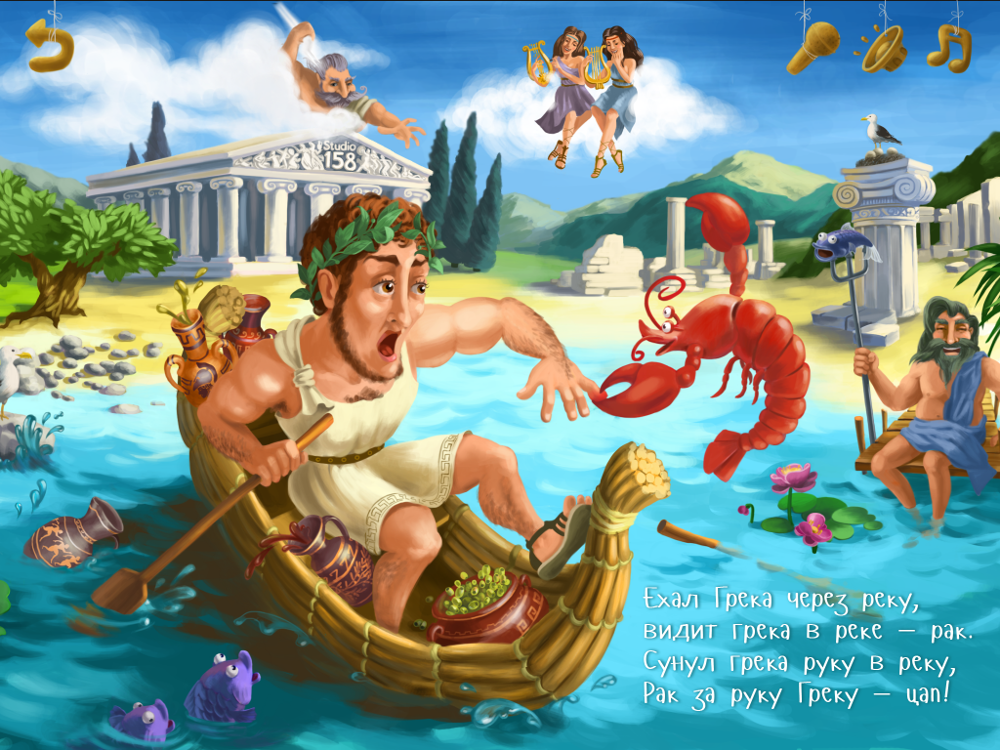 Studio
158
Ехал Грека через реку,
видит грека в реке – рак.
Сунул грека руку в реку,
Рак за руку Греку – цап!